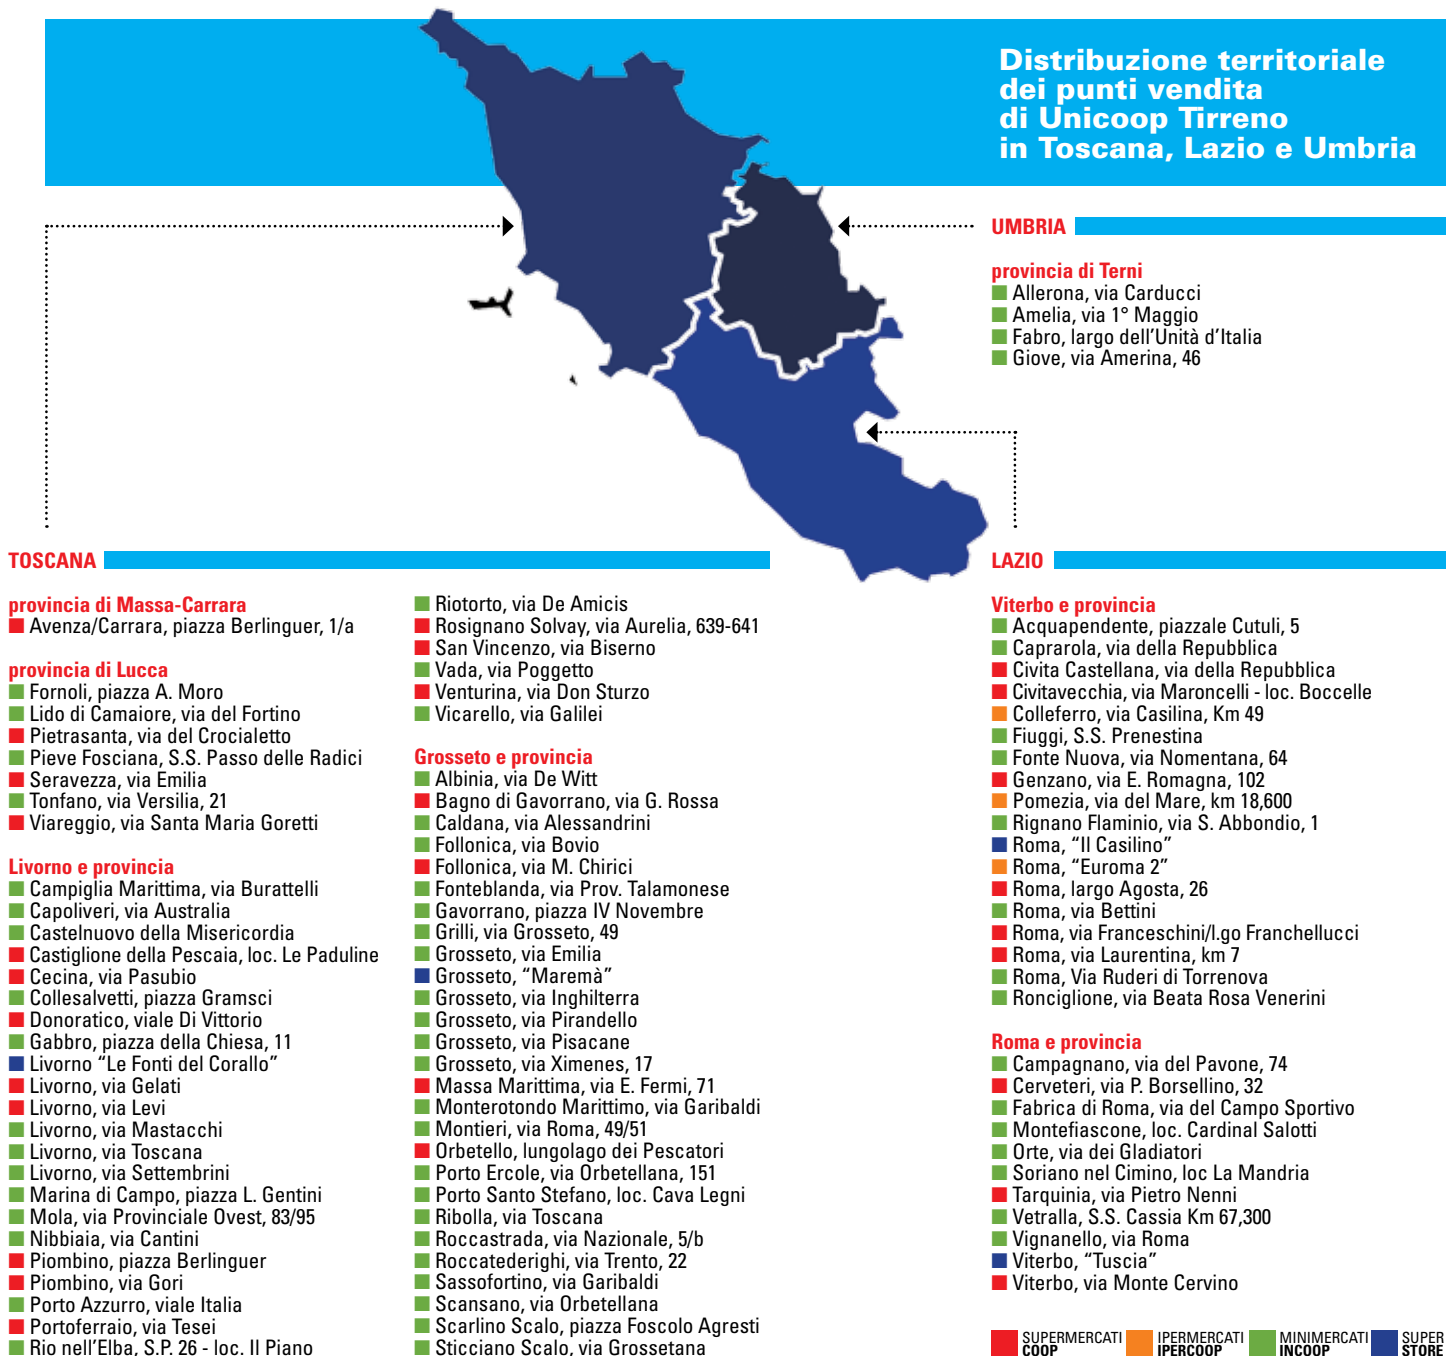 Distribuzione territoriale
dei punti vendita
di Unicoop Tirreno
in Toscana, Lazio e Umbria
UMBRIA
provincia di Terni
Allerona, via Carducci
Amelia, via 1° Maggio
Fabro, largo dell'Unità d'Italia
Giove, via Amerina, 46
TOSCANA
provincia di Massa-Carrara
Avenza/Carrara, piazza Berlinguer, 1/a
provincia di Lucca
Fornoli, piazza A. Moro
Lido di Camaiore, via del Fortino
Pietrasanta, via del Crocialetto
Pieve Fosciana, S.S. Passo delle Radici
Seravezza, via Emilia
Tonfano, via Versilia, 21
Viareggio, via Santa Maria Goretti
Livorno e provincia
Campiglia Marittima, via Burattelli
Capoliveri, via Australia
Castelnuovo della Misericordia
Castiglione della Pescaia, loc. Le Paduline
Cecina, via Pasubio
Collesalvetti, piazza Gramsci
Donoratico, viale Di Vittorio
Gabbro, piazza della Chiesa, 11
Livorno "Le Fonti del Corallo"
Livorno, via Gelati
Livorno, via Levi
Livorno, via Mastacchi
Livorno, via Toscana
Livorno, via Settembrini
Marina di Campo, piazza L. Gentini
Mola, via Provinciale Ovest, 83/95
Nibbiaia, via Cantini
Piombino, piazza Berlinguer
Piombino, via Gori
Porto Azzurro, viale Italia
Portoferraio, via Tesei
Rio nell'Elba, S.P. 26 - loc. Il Piano
Riotorto, via De Amicis
Rosignano Solvay, via Aurelia, 639-641
San Vincenzo, via Biserno
Vada, via Poggetto
Venturina, via Don Sturzo
Vicarello, via Galilei
Grosseto e provincia
Albinia, via De Witt
Bagno di Gavorrano, via G. Rossa
Caldana, via Alessandrini
Follonica, via Bovio
Follonica, via M. Chirici
Fonteblanda, via Prov. Talamonese
Gavorrano, piazza IV Novembre
Grilli, via Grosseto, 49
Grosseto, via Emilia
Grosseto, "Maremà"
Grosseto, via Inghilterra
Grosseto, via Pirandello
Grosseto, via Pisacane
Grosseto, via Ximenes, 17
Massa Marittima, via E. Fermi, 71
Monterotondo Marittimo, via Garibaldi
Montieri, via Roma, 49/51
Orbetello, lungolago dei Pescatori
Porto Ercole, via Orbetellana, 151
Porto Santo Stefano, loc. Cava Legni
Ribolla, via Toscana
Roccastrada, via Nazionale, 5/b
Roccatederighi, via Trento, 22
Sassofortino, via Garibaldi
Scansano, via Orbetellana
Scarlino Scalo, piazza Foscolo Agresti
Sticciano Scalo, via Grossetana
LAZIO
Viterbo e provincia
Acquapendente, piazzale Cutuli, 5
Caprarola, via della Repubblica
Civita Castellana, via della Repubblica
Civitavecchia, via Maroncelli - loc. Boccelle
Colleferro, via Casilina, Km 49
Fiuggi, S.S. Prenestina
Fonte Nuova, via Nomentana, 64
Genzano, via E. Romagna, 102
Pomezia, via del Mare, km 18,600
Rignano Flaminio, via S. Abbondio, 1
Roma, "Il Casilino"
Roma, "Euroma 2"
Roma, largo Agosta, 26
Roma, via Bettini
Roma, via Franceschini/l.go Franchellucci
Roma, via Laurentina, km 7
Roma, Via Ruderi di Torrenova
Ronciglione, via Beata Rosa Venerini
Roma e provincia
Campagnano, via del Pavone, 74
Cerveteri, via P. Borsellino, 32
Fabrica di Roma, via del Campo Sportivo
Montefiascone, loc. Cardinal Salotti
Orte, via dei Gladiatori
Soriano nel Cimino, loc La Mandria
Tarquinia, via Pietro Nenni
Vetralla, S.S. Cassia Km 67,300
Vignanello, via Roma
Viterbo, "Tuscia"
Viterbo, via Monte Cervino
SUPERMERCATI
COOP
IPERMERCATI
IPERCOOP
MINIMERCATI
INCOOP
SUPER
STORE